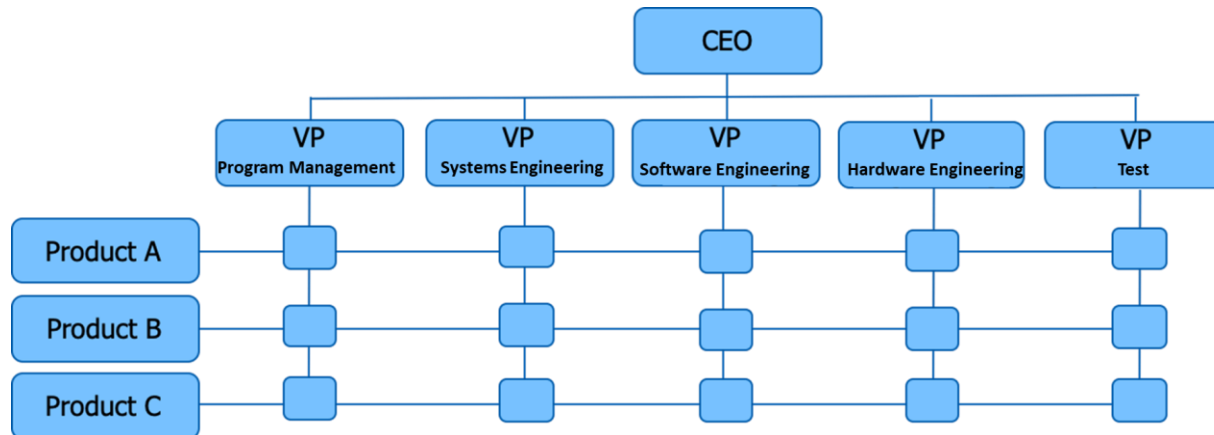 CEO
VP
Program Management
VP
Systems Engineering
VP
Software Engineering
VP
Hardware Engineering
VP
Test
Product A
Product B
Product C